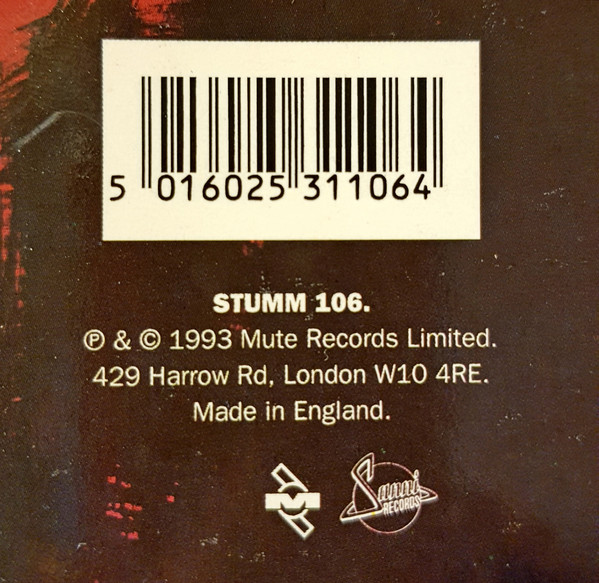 5 016025 311064
STUMM 106.
℗ & © 1993 Mute Records Limited.
429 Harrow Rd, London W10 4RE.
Made in England.
M
Sanni
RECORDS